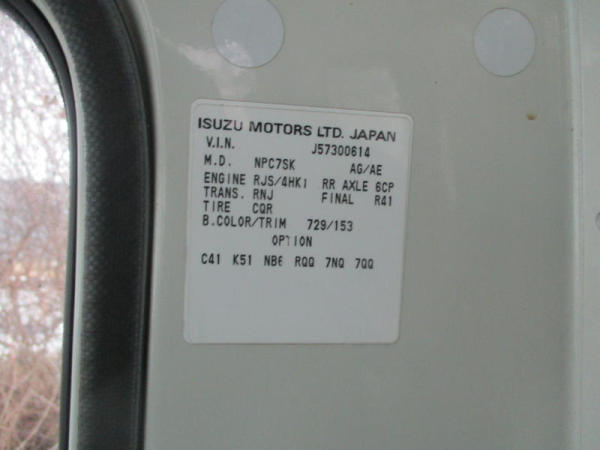 ISUZU MOTORS LTD. JAPAN
V.I.N. J57300614
M.D. NPC7SK AG/AE
ENGINE RJS/4HK1 RR AXLE 6CP
TRANS. RNJ FINAL R41
TIRE CQR
B.COLOR/TRIM 729/153
OPTION
C41 K51 NB6 RQQ 7NQ 7QQ